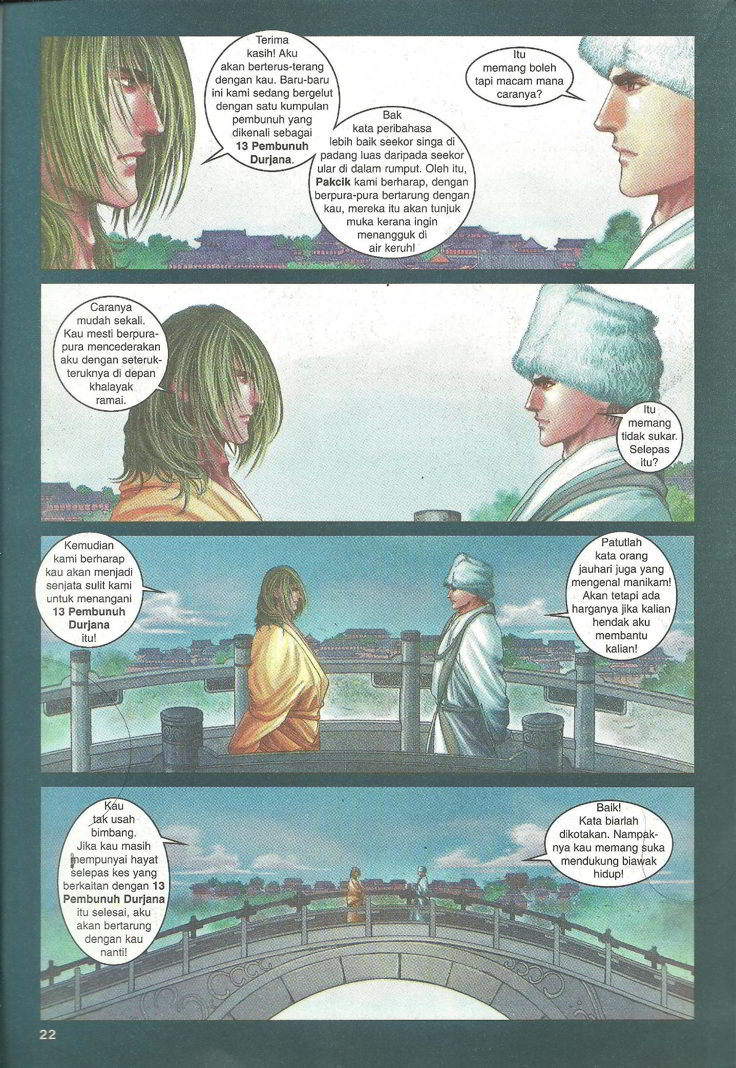 Terima
kasih! Aku
akan berterus-terang
dengan kau. Baru-baru
ini kami sedang bergelut
dengan satu kumpulan
pembunuh yang
dikenali sebagai
13 Pembunuh
Durjana.
Bak
kata peribahasa
lebih baik seekor singa di
padang luas daripada seekor
ular di dalam rumput. Oleh itu,
Pakcik kami berharap, dengan
berpura-pura bertarung dengan
kau, mereka itu akan tunjuk
muka kerana ingin
menangguk di
air keruh!
Itu
memang boleh
tapi macam mana
caranya?
Caranya
mudah sekali.
Kau mesti berpura-
pura mencederakan
aku dengan seteruk-
teruknya di depan
khalayak
ramai.
Itu
memang
tidak sukar.
Selepas
itu?
Kemudian
kami berharap
kau akan menjadi
senjata sulit kami
untuk menangani
13 Pembunuh
Durjana
itu!
Patutlah
kata orang
jauhari juga yang
mengenal manikam!
Akan tetapi ada
harganya jika kalian
hendak aku
membantu
kalian!
Kau
tak usah
bimbang.
Jika kau masih
mempunyai hayat
selepas kes yang
berkaitan dengan 13
Pembunuh Durjana
itu selesai, aku
akan bertarung
dengan kau
nanti!
Baik!
Kata biarlah
dikotakan. Nampak-
nya kau memang suka
mendukung biawak
hidup!
22